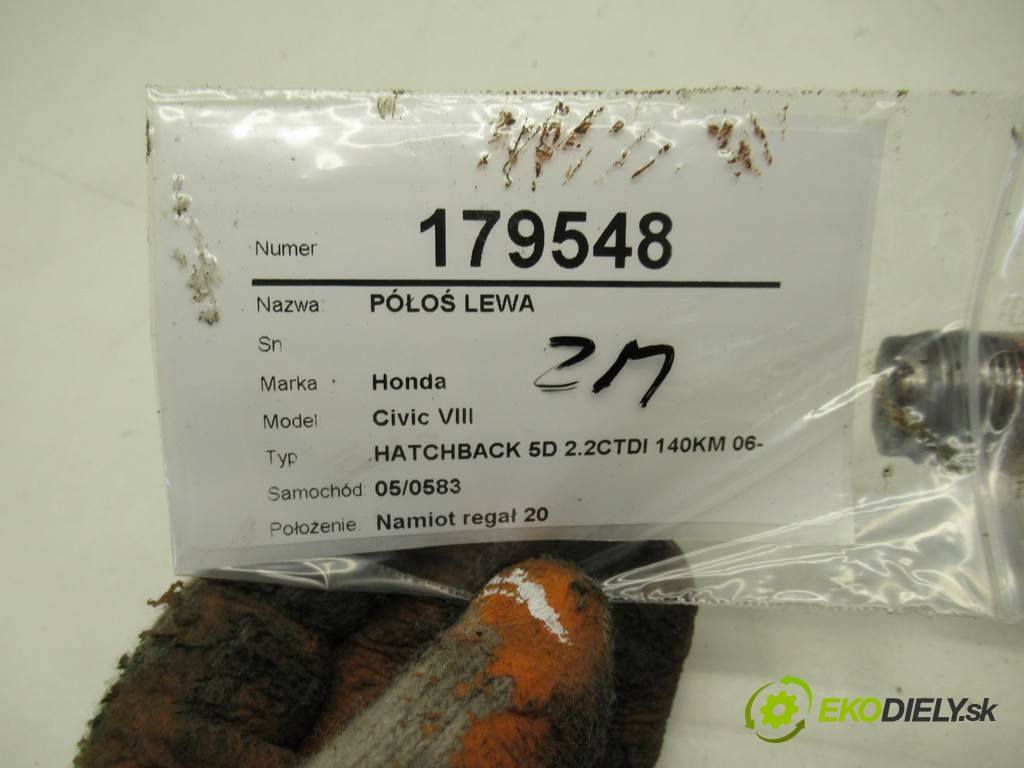 Numer 179548
Nazwa: PÓŁOŚ LEWA
Sn
Marka Honda
Model Civic VIII
Typ HATCHBACK 5D 2.2CTDI 140KM 06-
Samochód: 05/0583
Położenie. Namiot regał 20
EKODIELY.sk